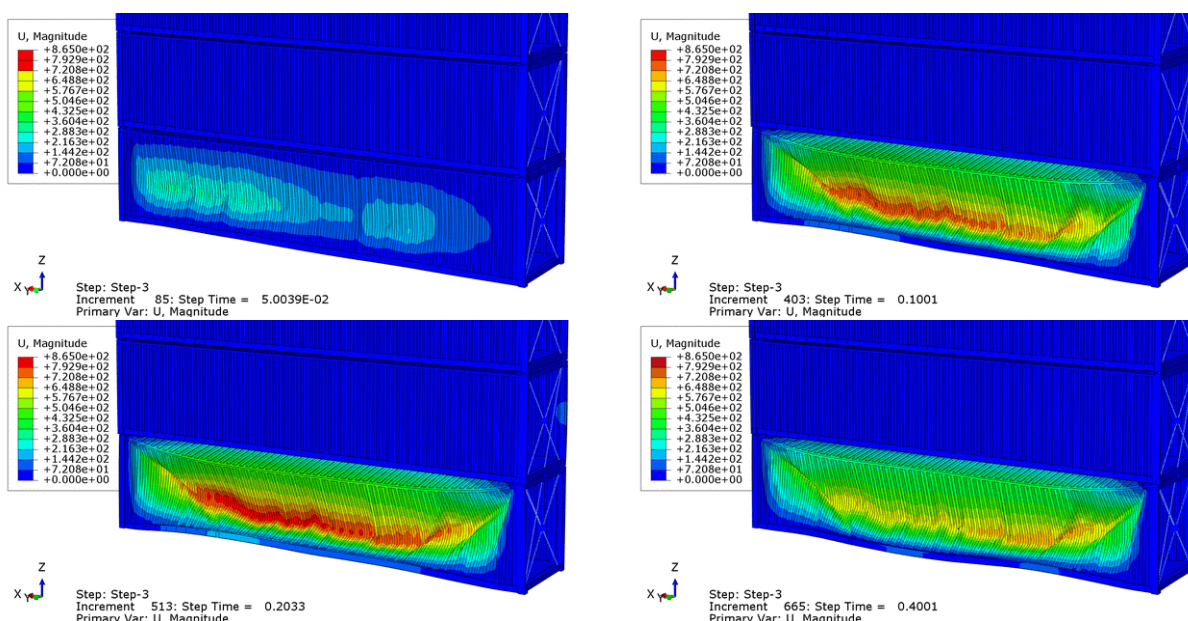 U, Magnitude
+8.650e+02
+7.929e+02
+7.208e+02
+6.488e+02
+5.767e+02
+5.046e+02
+4.325e+02
+3.604e+02
+2.883e+02
+2.163e+02
+1.442e+02
+7.208e+01
+0.000e+00
Z
X Y
Step: Step-3
Increment 85: Step Time = 5.0039E-02
Primary Var: U, Magnitude
U, Magnitude
+8.650e+02
+7.929e+02
+7.208e+02
+6.488e+02
+5.767e+02
+5.046e+02
+4.325e+02
+3.604e+02
+2.883e+02
+2.163e+02
+1.442e+02
+7.208e+01
+0.000e+00
Z
X Y
Step: Step-3
Increment 403: Step Time = 0.1001
Primary Var: U, Magnitude
U, Magnitude
+8.650e+02
+7.929e+02
+7.208e+02
+6.488e+02
+5.767e+02
+5.046e+02
+4.325e+02
+3.604e+02
+2.883e+02
+2.163e+02
+1.442e+02
+7.208e+01
+0.000e+00
Z
X Y
Step: Step-3
Increment 513: Step Time = 0.2033
Primary Var: U, Magnitude
U, Magnitude
+8.650e+02
+7.929e+02
+7.208e+02
+6.488e+02
+5.767e+02
+5.046e+02
+4.325e+02
+3.604e+02
+2.883e+02
+2.163e+02
+1.442e+02
+7.208e+01
+0.000e+00
Z
X Y
Step: Step-3
Increment 665: Step Time = 0.4001
Primary Var: U, Magnitude